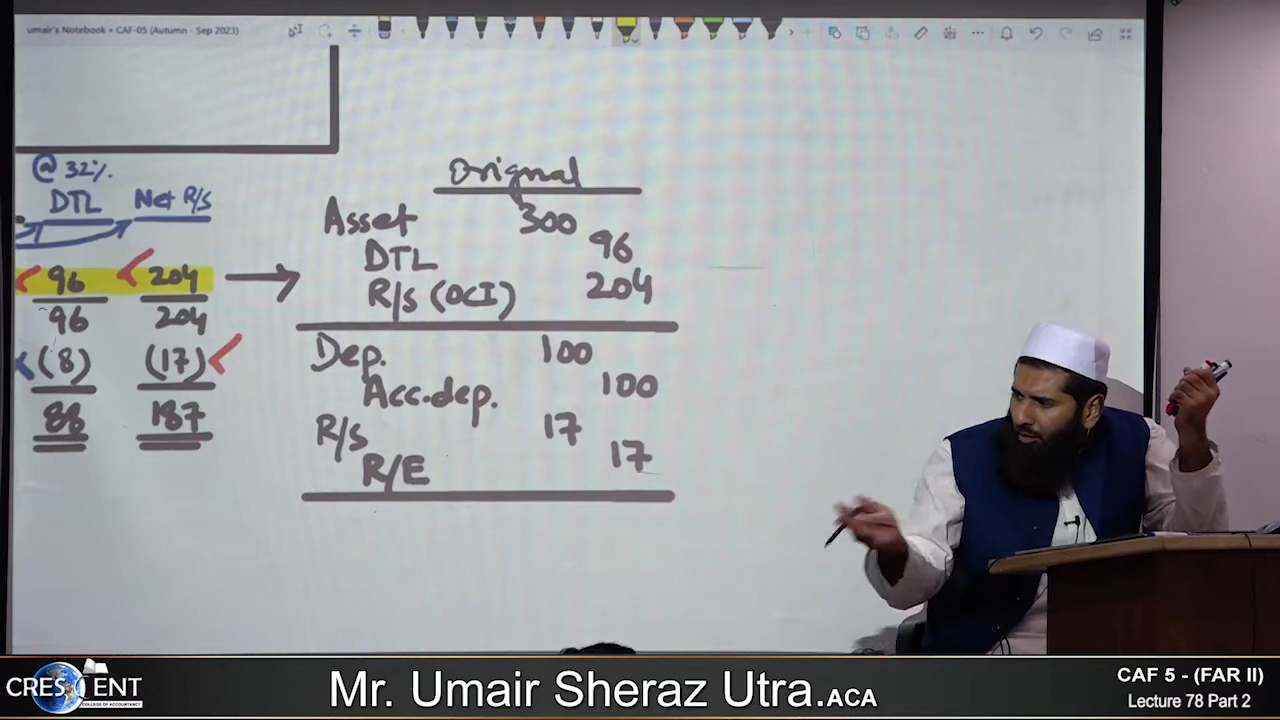 umair's Notebook » CAF-05 (Autumn - Sep 2023)
@ 32%.
DTL Net R/S
96 204
96 204
(8) (17)
88 187
Original
Asset 300
DTL 96
R/S (OCI) 204
Dep. 100
Acc.dep. 100
R/S 17
R/E 17
CRESCENT
COLLEGE OF ACCOUNTANCY
Mr. Umair Sheraz Utra.ACA
CAF 5 - (FAR II)
Lecture 78 Part 2